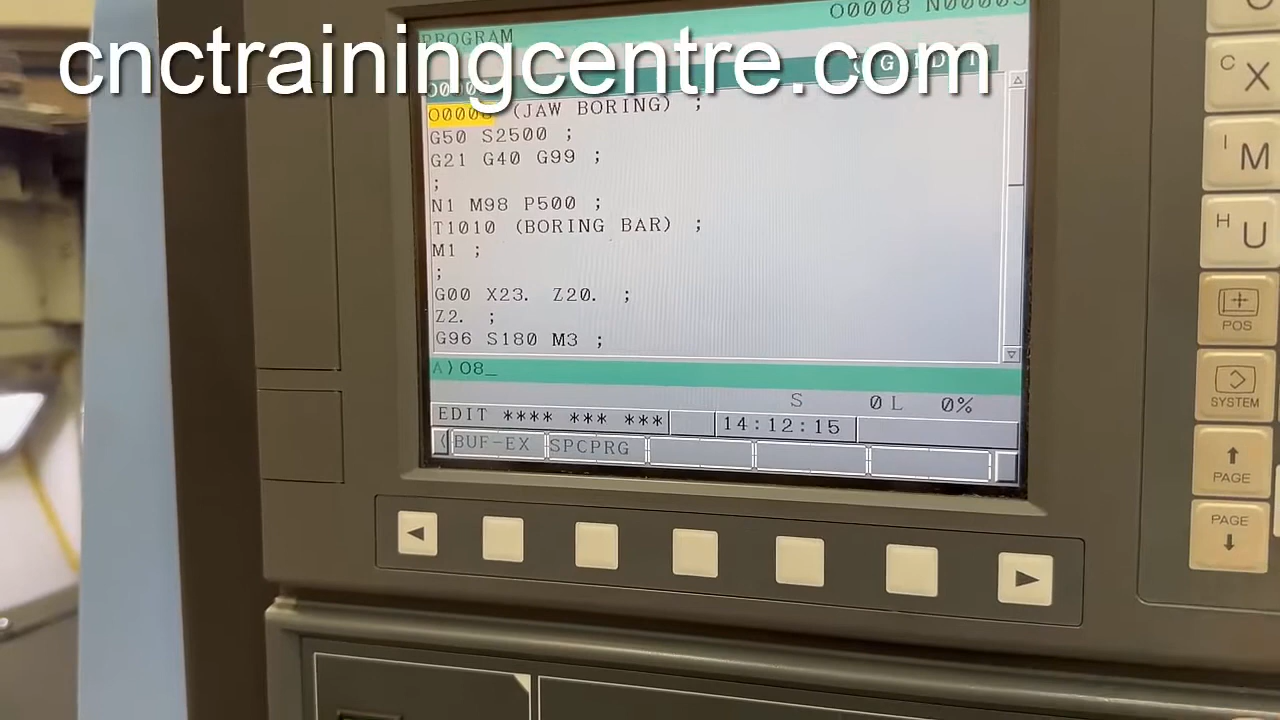 cnctrainingcentre.com
PROGRAM
O0008 N00003
O0008 (JAW BORING) ;
G50 S2500 ;
G21 G40 G99 ;
;
N1 M98 P500 ;
T1010 (BORING BAR) ;
M1 ;
;
G00 X23. Z20. ;
Z2. ;
G96 S180 M3 ;
A)O8_
S 0 L 0%
EDIT **** *** ***
14:12:15
BUF-EX SPCPRG
C X
I M
H U
POS
SYSTEM
PAGE
PAGE